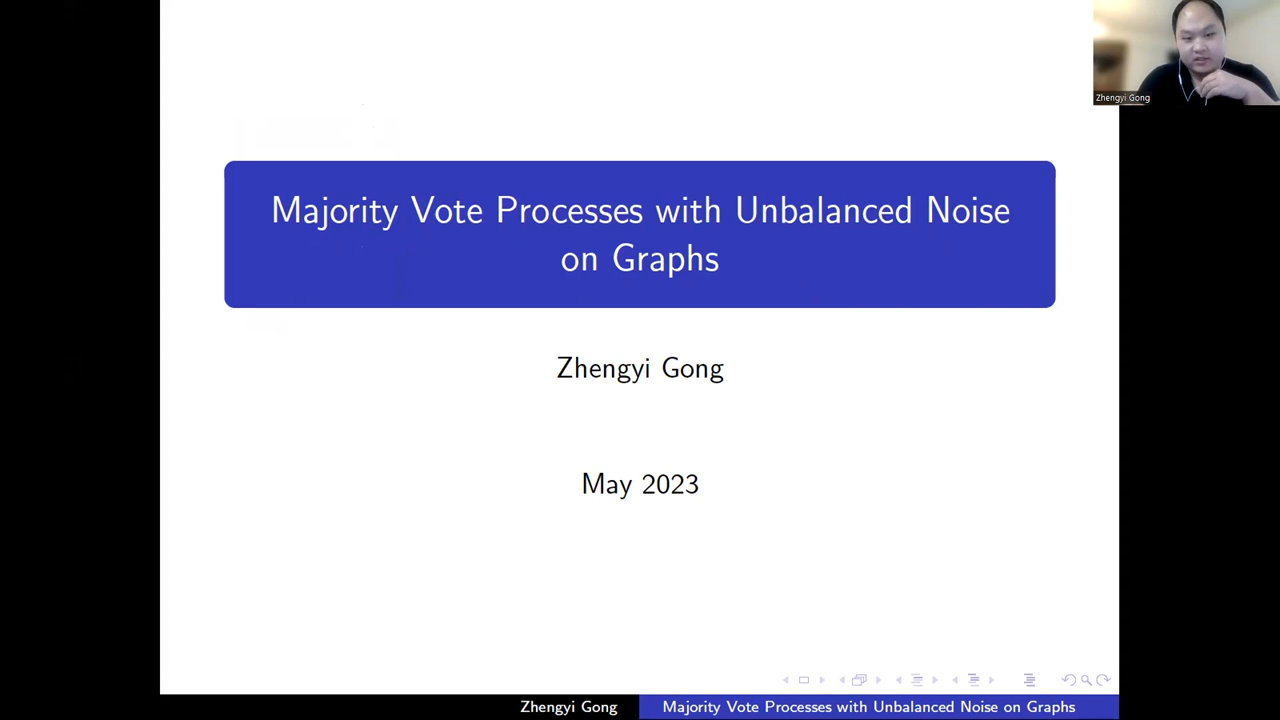 Zhengyi Gong
Majority Vote Processes with Unbalanced Noise
on Graphs
Zhengyi Gong
May 2023
Zhengyi Gong
Majority Vote Processes with Unbalanced Noise on Graphs